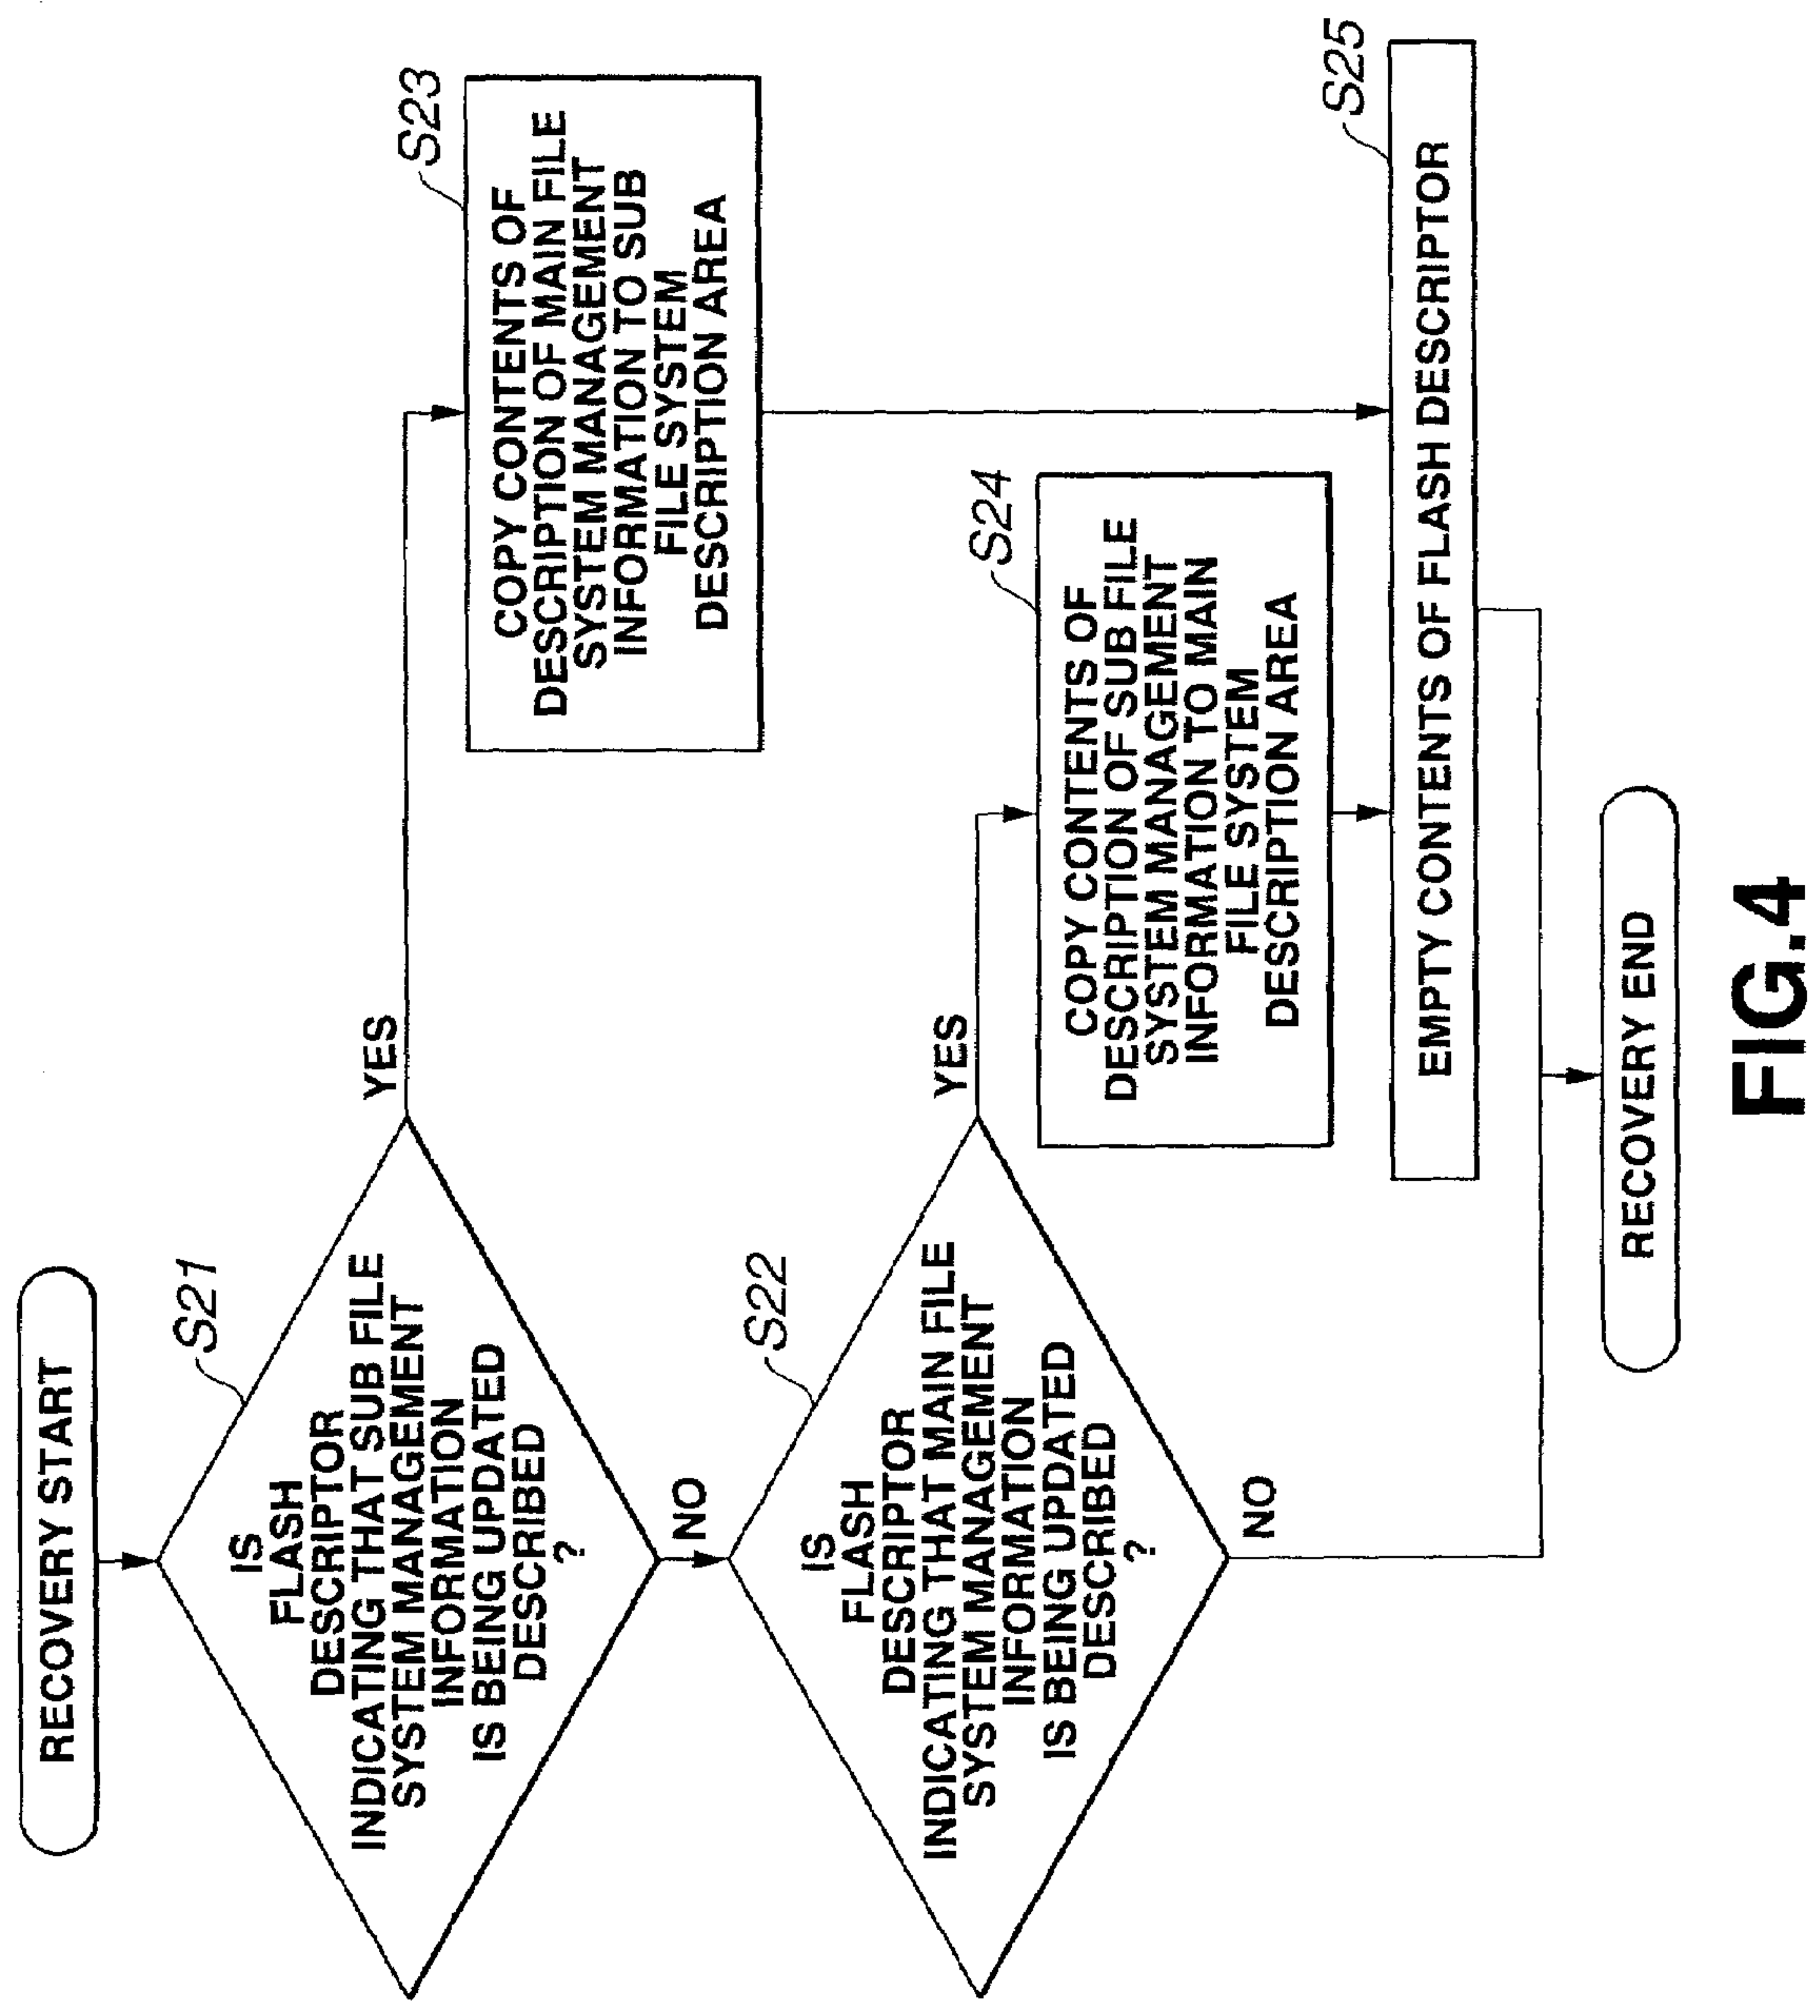 RECOVERY START
S21
IS
FLASH
DESCRIPTOR
INDICATING THAT SUB FILE
SYSTEM MANAGEMENT
INFORMATION
IS BEING UPDATED
DESCRIBED
?
YES
NO
S23
COPY CONTENTS OF
DESCRIPTION OF MAIN FILE
SYSTEM MANAGEMENT
INFORMATION TO SUB
FILE SYSTEM
DESCRIPTION AREA
S22
IS
FLASH
DESCRIPTOR
INDICATING THAT MAIN FILE
SYSTEM MANAGEMENT
INFORMATION
IS BEING UPDATED
DESCRIBED
?
YES
NO
S24
COPY CONTENTS OF
DESCRIPTION OF SUB FILE
SYSTEM MANAGEMENT
INFORMATION TO MAIN
FILE SYSTEM
DESCRIPTION AREA
S25
EMPTY CONTENTS OF FLASH DESCRIPTOR
RECOVERY END
FIG.4